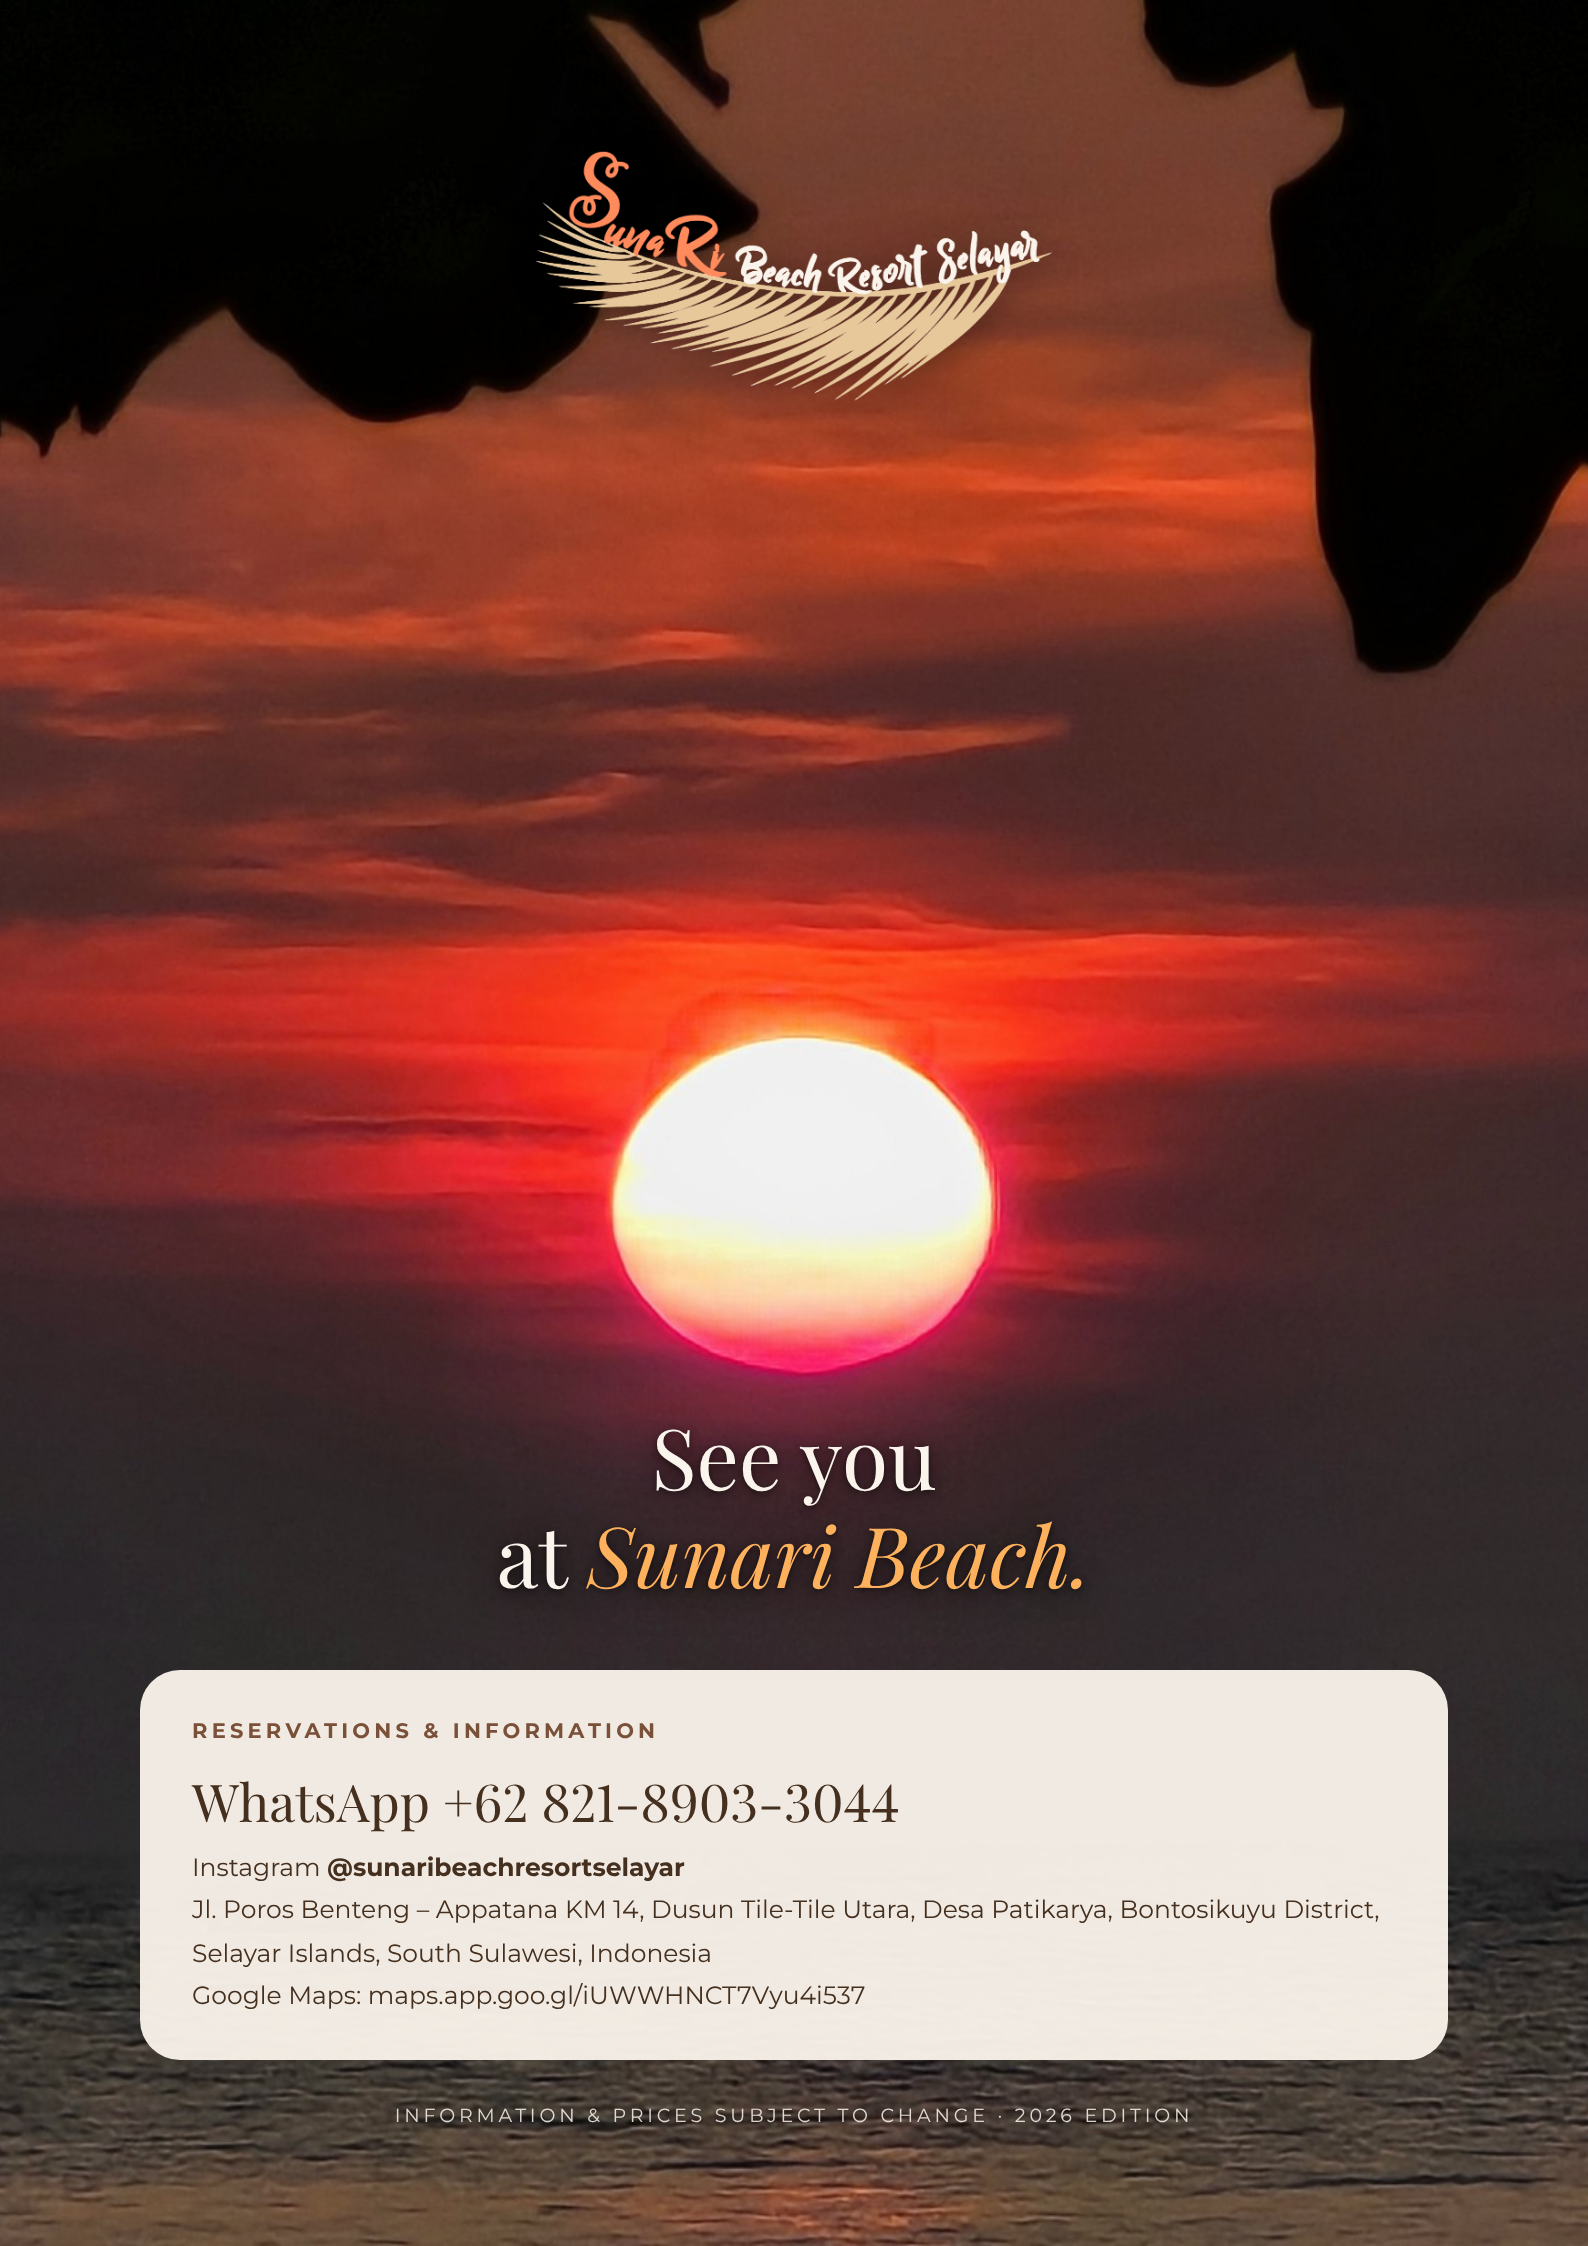 SunaRi Beach Resort Selayar
See you
at Sunari Beach.
RESERVATIONS & INFORMATION
WhatsApp +62 821-8903-3044
Instagram @sunaribeachresortselayar
Jl. Poros Benteng – Appatana KM 14, Dusun Tile-Tile Utara, Desa Patikarya, Bontosikuyu District,
Selayar Islands, South Sulawesi, Indonesia
Google Maps: maps.app.goo.gl/iUWWHNCT7Vyu4i537
INFORMATION & PRICES SUBJECT TO CHANGE · 2026 EDITION